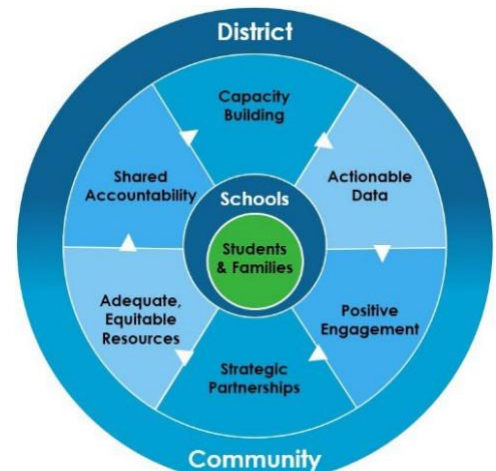 District
Capacity
Building
Shared
Accountability
Actionable
Data
Schools
Students
& Families
Adequate,
Equitable
Resources
Positive
Engagement
Strategic
Partnerships
Community